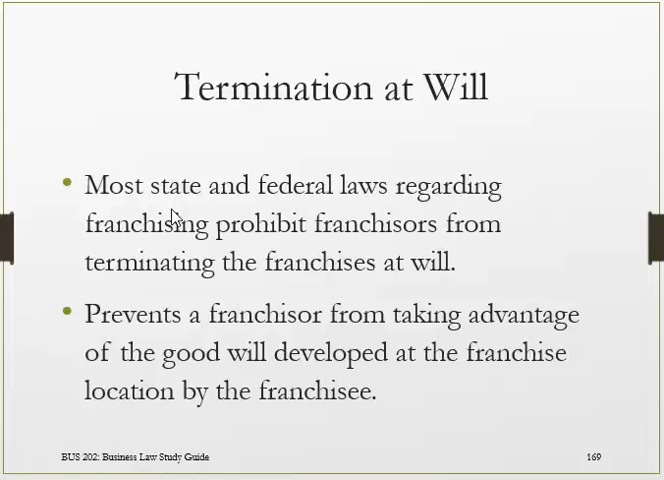 Termination at Will
• Most state and federal laws regarding
franchising prohibit franchisors from
terminating the franchises at will.
• Prevents a franchisor from taking advantage
of the good will developed at the franchise
location by the franchisee.
BUS 202: Business Law Study Guide
169